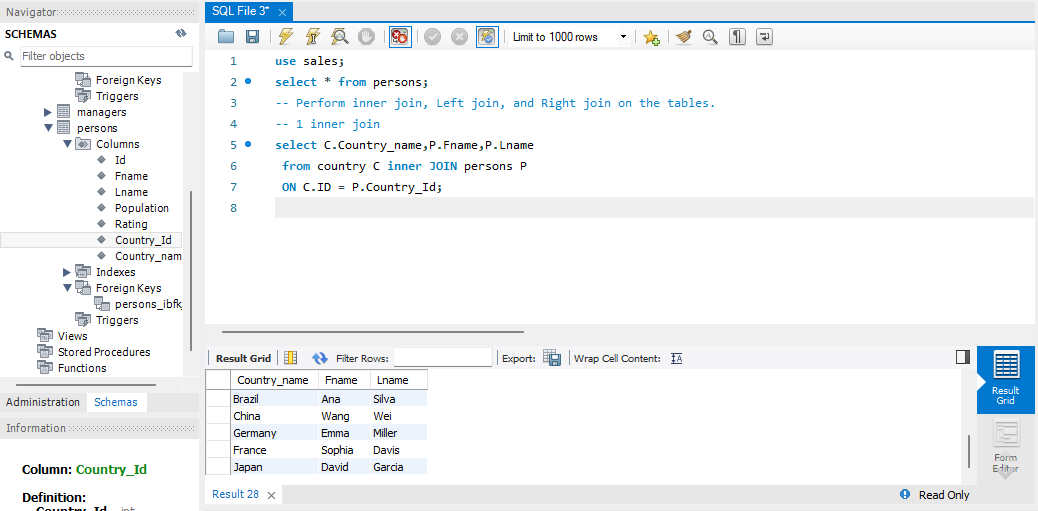 Navigator
SCHEMAS
Filter objects
Foreign Keys
Triggers
managers
persons
Columns
Id
Fname
Lname
Population
Rating
Country_Id
Country_nam
Indexes
Foreign Keys
persons_ibfk
Triggers
Views
Stored Procedures
Functions
Administration Schemas
Information
Column: Country_Id
Definition:
Country_Id int
SQL File 3* ×
Limit to 1000 rows
1 use sales;
2 select * from persons;
3 -- Perform inner join, Left join, and Right join on the tables.
4 -- 1 inner join
5 select C.Country_name,P.Fname,P.Lname
6 from country C inner JOIN persons P
7 ON C.ID = P.Country_Id;
8
Result Grid Filter Rows: Export: Wrap Cell Content: IA
Country_name Fname Lname
Brazil Ana Silva
China Wang Wei
Germany Emma Miller
France Sophia Davis
Japan David Garcia
Result Grid
Form Editor
Result 28 ×
Read Only